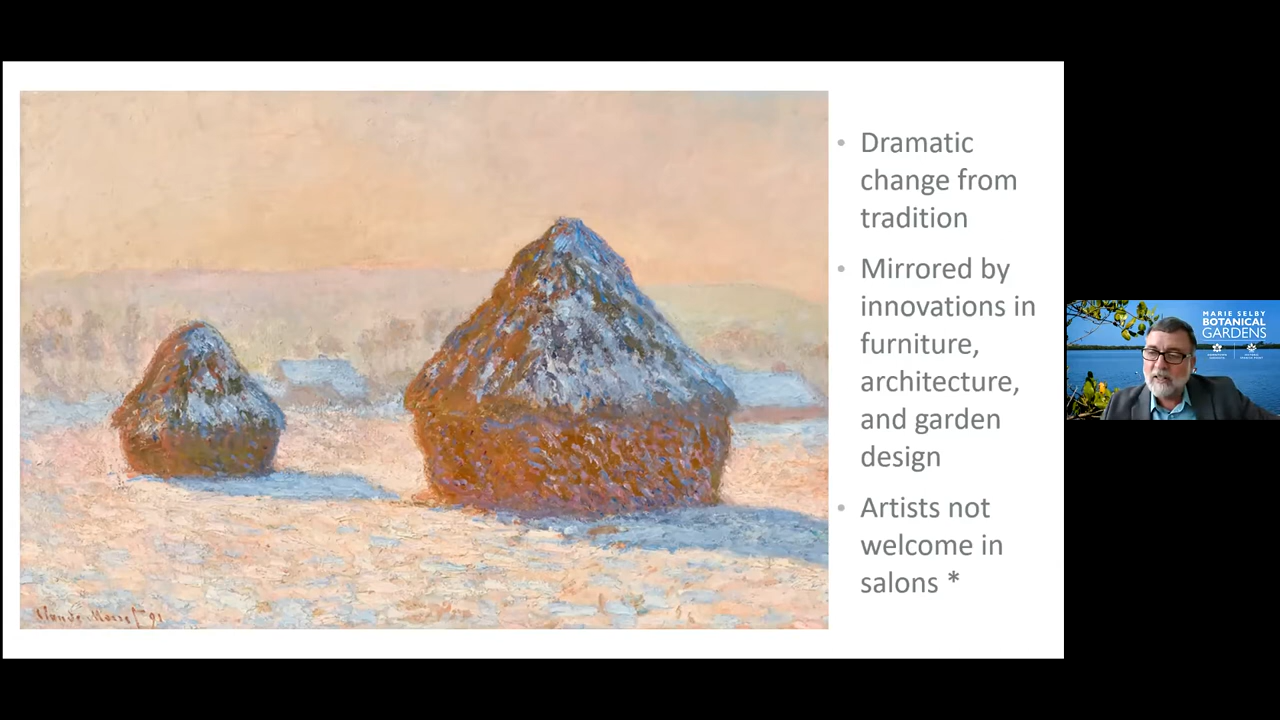 Dramatic
change from
tradition
Mirrored by
innovations in
furniture,
architecture,
and garden
design
Artists not
welcome in
salons *
Claude Monet 91
MARIE SELBY
BOTANICAL
GARDENS